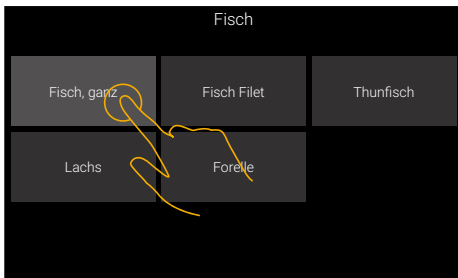 Fisch
Fisch, ganz
Fisch Filet
Thunfisch
Lachs
Forelle